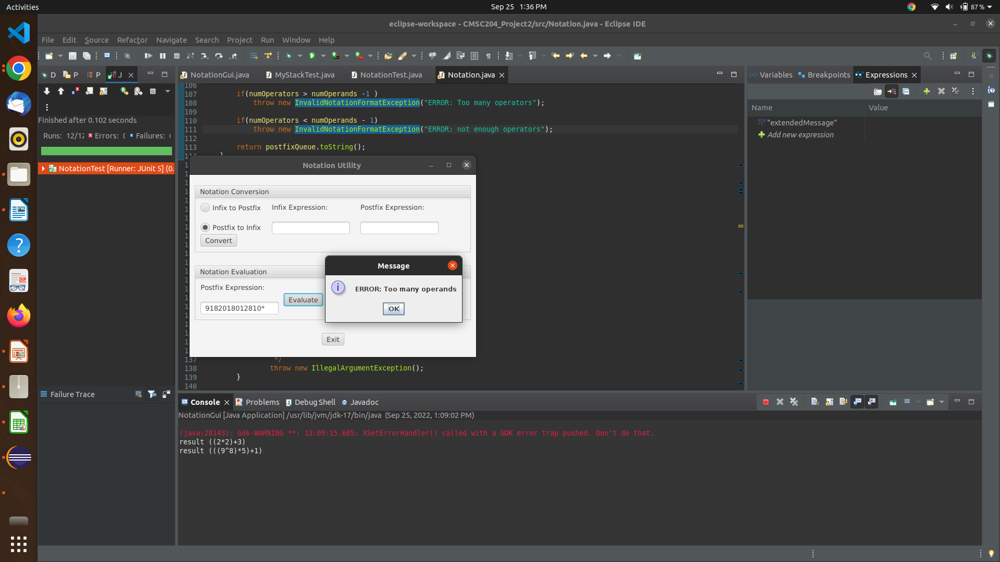 Activities
Sep 25 1:36 PM
87 %
eclipse-workspace - CMSC204_Project2/src/Notation.java - Eclipse IDE
File Edit Source Refactor Navigate Search Project Run Window Help
D P P J
NotationGui.java MyStackTest.java NotationTest.java Notation.java
Variables Breakpoints Expressions
Finished after 0.102 seconds
Runs: 12/12 Errors: Failures:
NotationTest [Runner: JUnit 5] (0.
106
107 if(numOperators > numOperands -1 )
108 throw new InvalidNotationFormatException("ERROR: Too many operators");
109
110 if(numOperators < numOperands - 1)
111 throw new InvalidNotationFormatException("ERROR: not enough operators");
112
113 return postfixQueue.toString();
114
Name Value
"extendedMessage"
Add new expression
Notation Utility
Notation Conversion
Infix to Postfix Infix Expression: Postfix Expression:
Postfix to Infix
Convert
Notation Evaluation
Postfix Expression:
Evaluate
9182018012810*
Exit
Message
ERROR: Too many operands
OK
137 */
138 throw new IllegalArgumentException();
139 }
140
Failure Trace
Console Problems Debug Shell Javadoc
NotationGui [Java Application] /usr/lib/jvm/jdk-17/bin/java (Sep 25, 2022, 1:09:02 PM)
(java:28143): Gdk-WARNING **: 13:09:15.685: XSetErrorHandler() called with a GDK error trap pushed. Don't do that.
result ((2*2)+3)
result (((9^8)*5)+1)